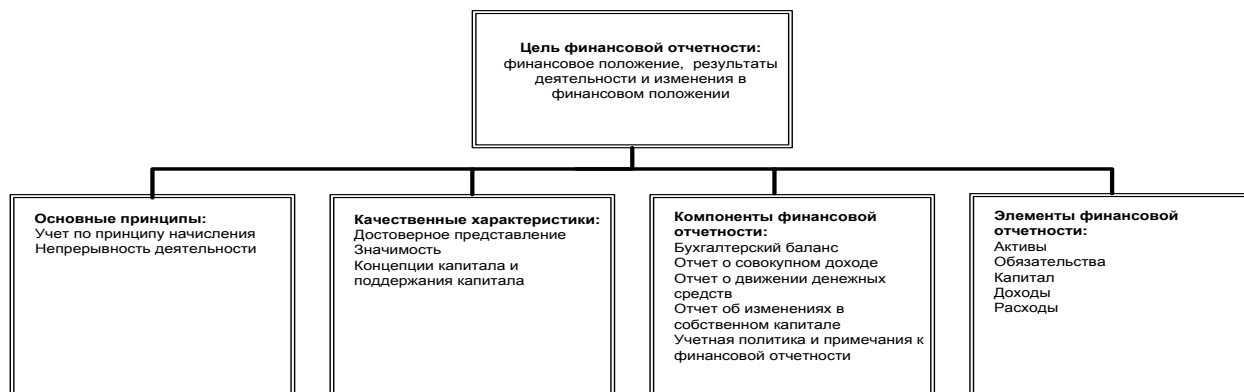 Цель финансовой отчетности:
финансовое положение, результаты
деятельности и изменения в
финансовом положении
Основные принципы:
Учет по принципу начисления
Непрерывность деятельности
Качественные характеристики:
Достоверное представление
Значимость
Концепции капитала и
поддержания капитала
Компоненты финансовой
отчетности:
Бухгалтерский баланс
Отчет о совокупном доходе
Отчет о движении денежных
средств
Отчет об изменениях в
собственном капитале
Учетная политика и примечания к
финансовой отчетности
Элементы финансовой
отчетности:
Активы
Обязательства
Капитал
Доходы
Расходы